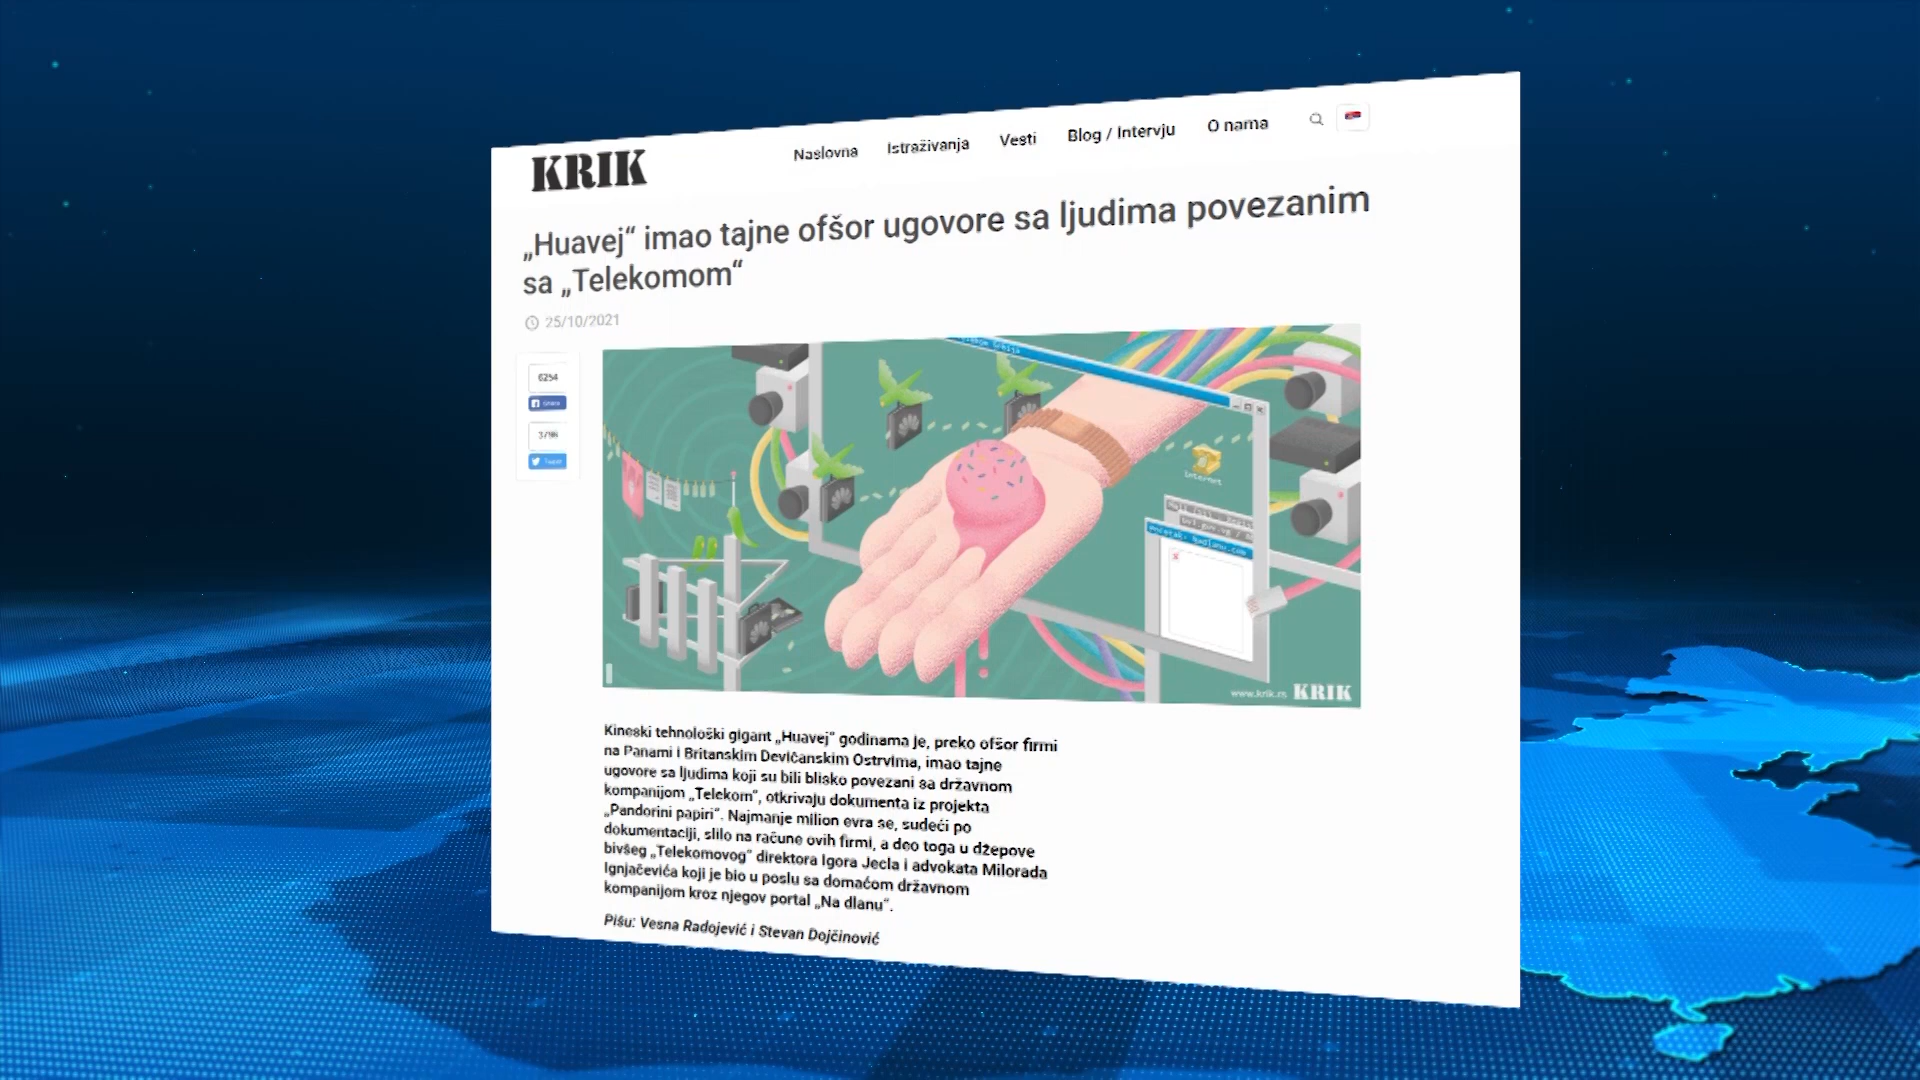 KRIK
Naslovna Istraživanja Vesti Blog / Intervju O nama
„Huavej“ imao tajne ofšor ugovore sa ljudima povezanim
sa „Telekomom“
25/10/2021
6254
Share
Tweet
Internet
www.krik.rs KRIK
Kineski tehnološki gigant „Huavej“ godinama je, preko ofšor firmi
na Panami i Britanskim Devičanskim Ostrvima, imao tajne
ugovore sa ljudima koji su bili blisko povezani sa državnom
kompanijom „Telekom“, otkrivaju dokumenta iz projekta
„Pandorini papiri“. Najmanje milion evra se, sudeći po
dokumentaciji, slilo na račune ovih firmi, a deo toga u džepove
bivšeg „Telekomovog“ direktora Igora Jecla i advokata Milorada
Ignjačevića koji je bio u poslu sa domaćom državnom
kompanijom kroz njegov portal „Na dlanu“.
Pišu: Vesna Radojević i Stevan Dojčinović